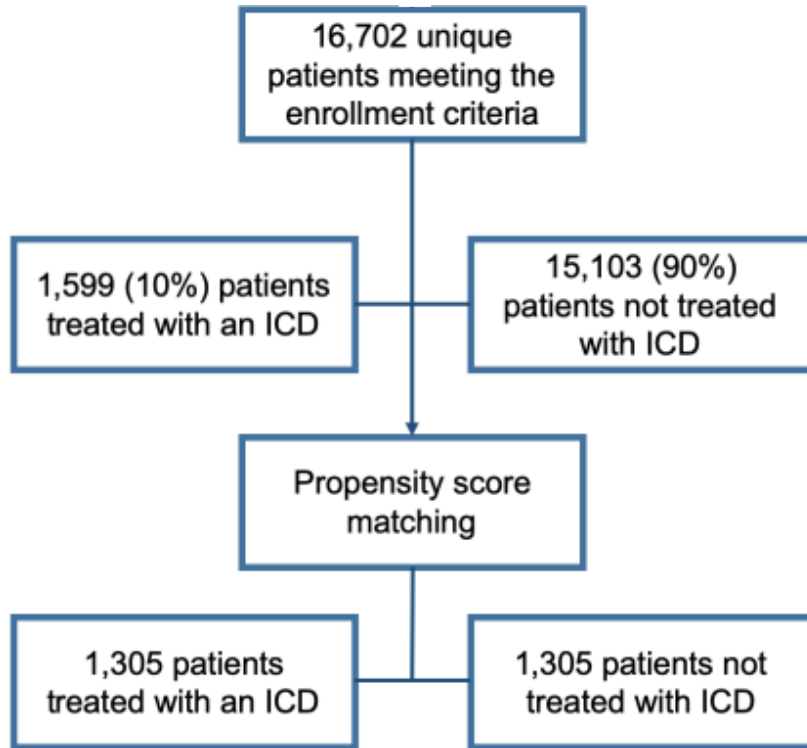 16,702 unique
patients meeting the
enrollment criteria
1,599 (10%) patients
treated with an ICD
15,103 (90%)
patients not treated
with ICD
Propensity score
matching
1,305 patients
treated with an ICD
1,305 patients not
treated with ICD